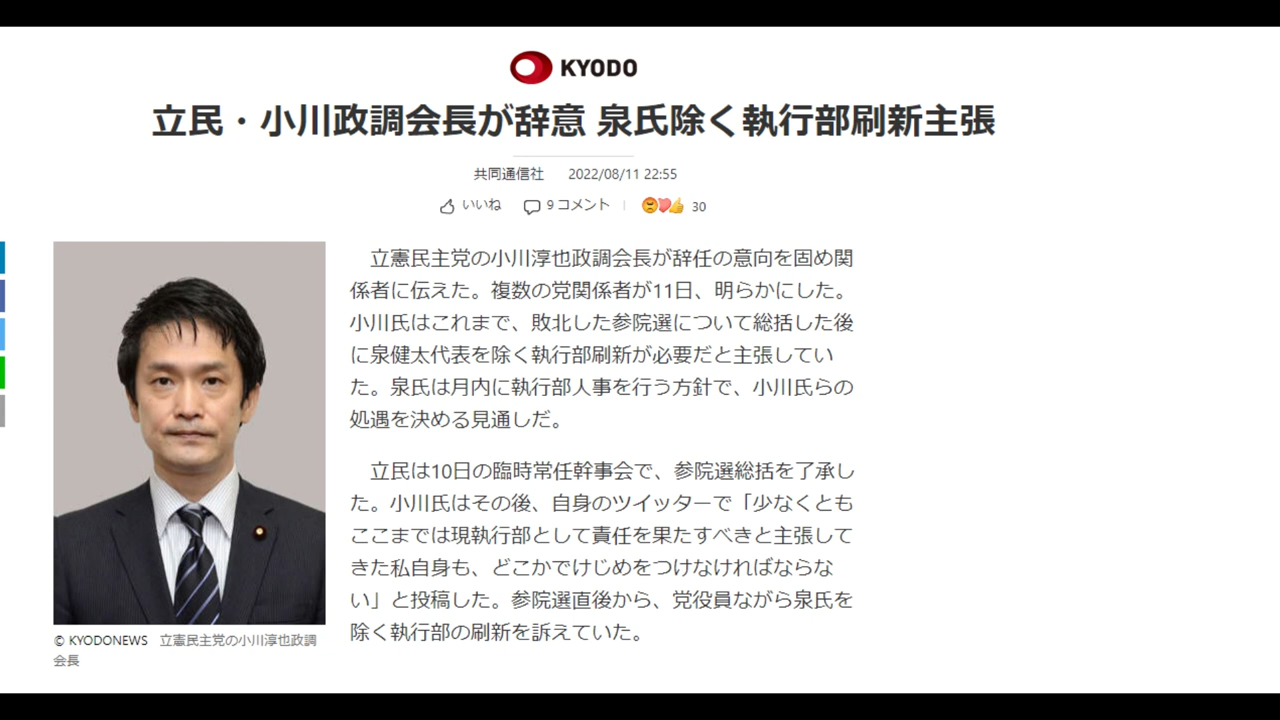 KYODO
立民・小川政調会長が辞意 泉氏除く執行部刷新主張
共同通信社 2022/08/11 22:55
いいね 9 コメント 30
立憲民主党の小川淳也政調会長が辞任の意向を固め関
係者に伝えた。複数の党関係者が11日、明らかにした。
小川氏はこれまで、敗北した参院選について総括した後
に泉健太代表を除く執行部刷新が必要だと主張してい
た。泉氏は月内に執行部人事を行う方針で、小川氏らの
処遇を決める見通しだ。
立民は10日の臨時常任幹事会で、参院選総括を了承し
た。小川氏はその後、自身のツイッターで「少なくとも
ここまでは現執行部として責任を果たすべきと主張して
きた私自身も、どこかでけじめをつけなければならな
い」と投稿した。参院選直後から、党役員ながら泉氏を
除く執行部の刷新を訴えていた。
© KYODONEWS 立憲民主党の小川淳也政調
会長